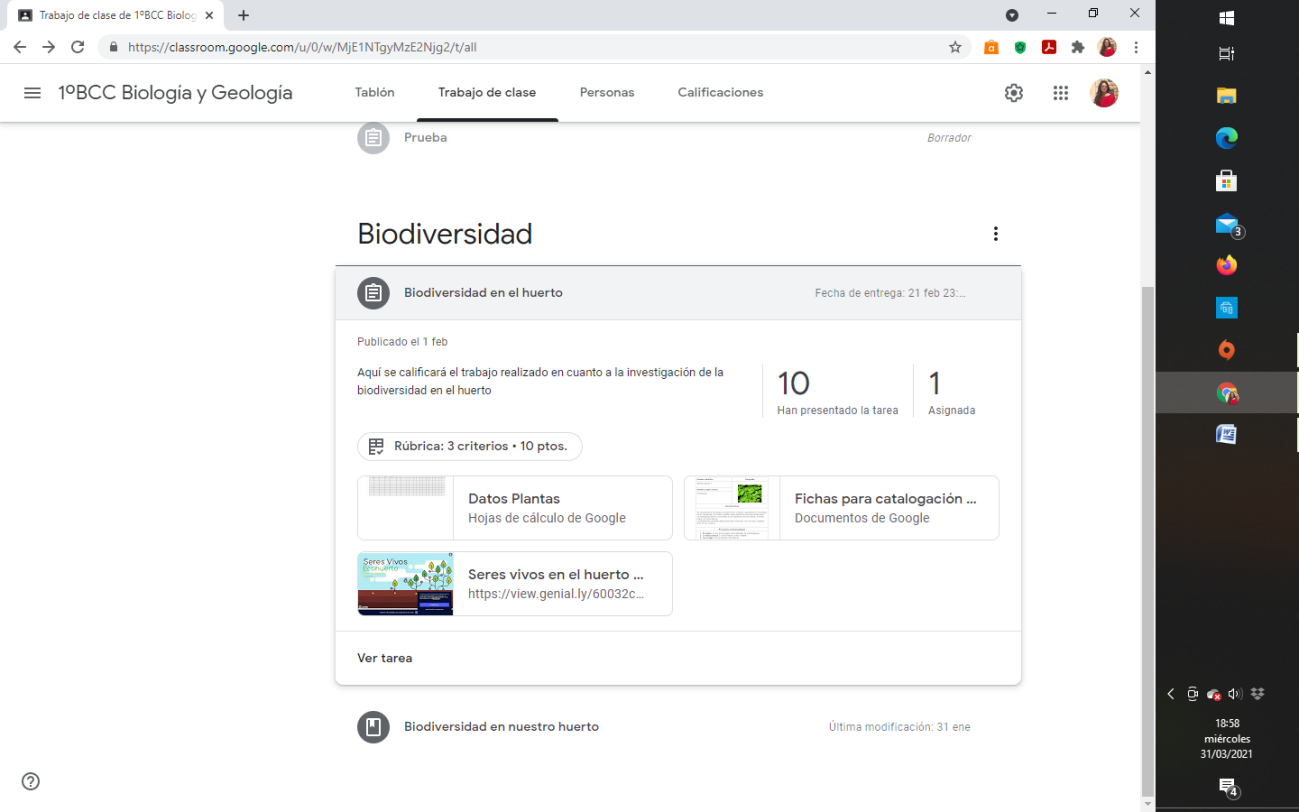 Trabajo de clase de 1ºBCC Biolog
https://classroom.google.com/u/0/w/MjE1NTgyMzE2Njg2/t/all
1ºBCC Biología y Geología
Tablón
Trabajo de clase
Personas
Calificaciones
Prueba
Borrador
Biodiversidad
Biodiversidad en el huerto
Fecha de entrega: 21 feb 23:...
Publicado el 1 feb
Aquí se calificará el trabajo realizado en cuanto a la investigación de la
biodiversidad en el huerto
10
Han presentado la tarea
1
Asignada
Rúbrica: 3 criterios • 10 ptos.
Datos Plantas
Hojas de cálculo de Google
Fichas para catalogación ...
Documentos de Google
Seres Vivos
Ecohuerto
Seres vivos en el huerto ...
https://view.genial.ly/60032c...
Ver tarea
Biodiversidad en nuestro huerto
Última modificación: 31 ene
3
18:58
miércoles
31/03/2021
4